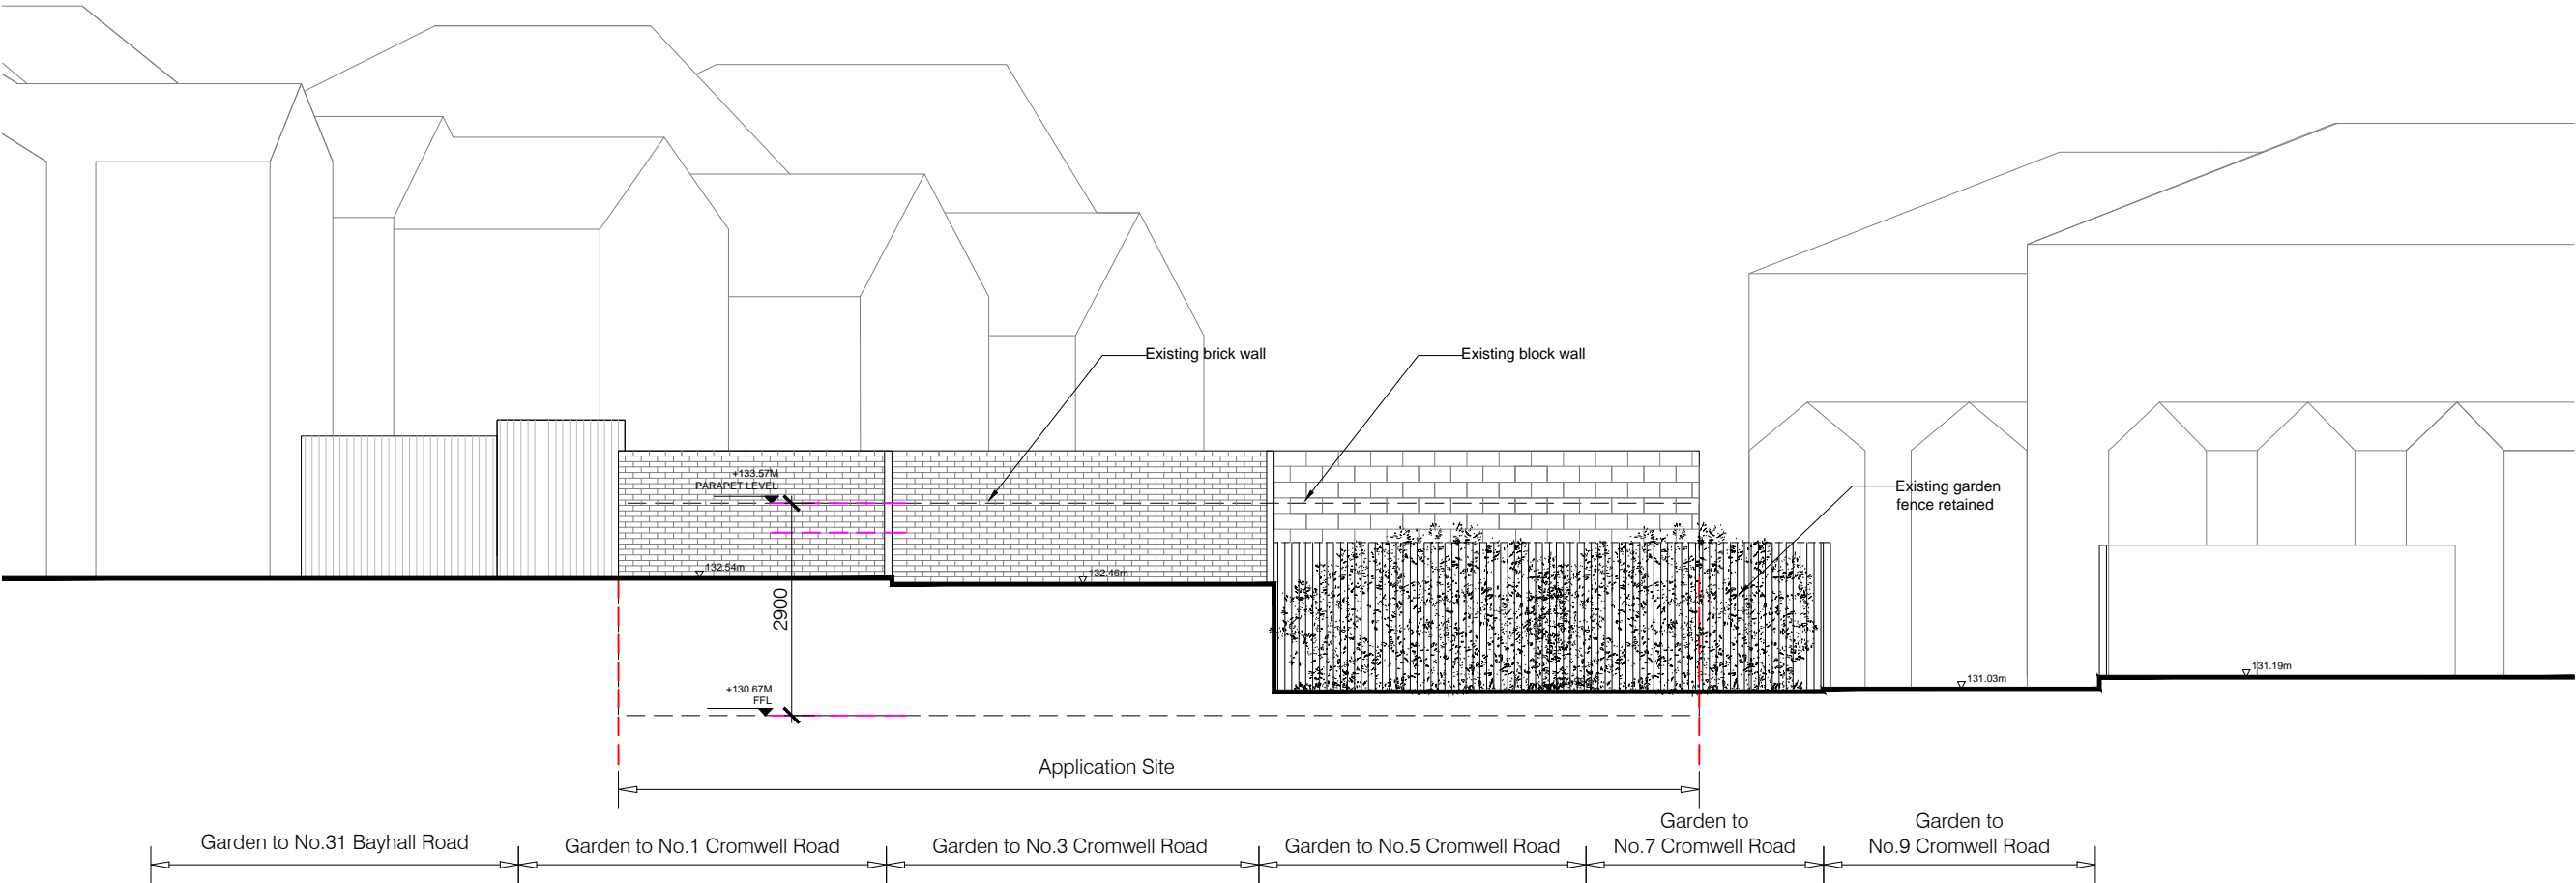 Existing brick wall
Existing block wall
+133.57M
PARAPET LEVEL
Existing garden
fence retained
132.54m
132.46m
2900
131.19m
131.03m
+130.67M
FFL
Application Site
Garden to No.31 Bayhall Road
Garden to No.1 Cromwell Road
Garden to No.3 Cromwell Road
Garden to No.5 Cromwell Road
Garden to
No.7 Cromwell Road
Garden to
No.9 Cromwell Road